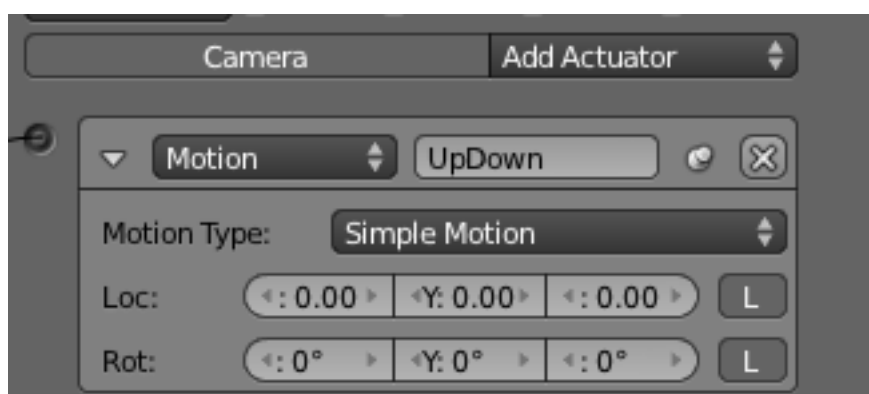 Camera Add Actuator
Motion UpDown
Motion Type: Simple Motion
Loc: : 0.00 Y: 0.00 : 0.00 L
Rot: : 0° Y: 0° : 0° L